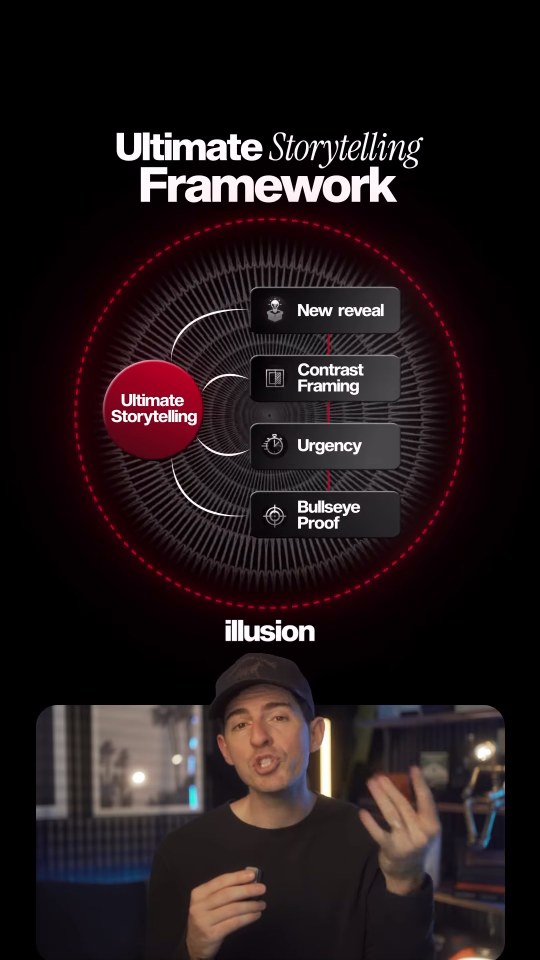 Ultimate Storytelling
Framework
New reveal
Contrast
Framing
Ultimate
Storytelling
Urgency
Bullseye
Proof
illusion